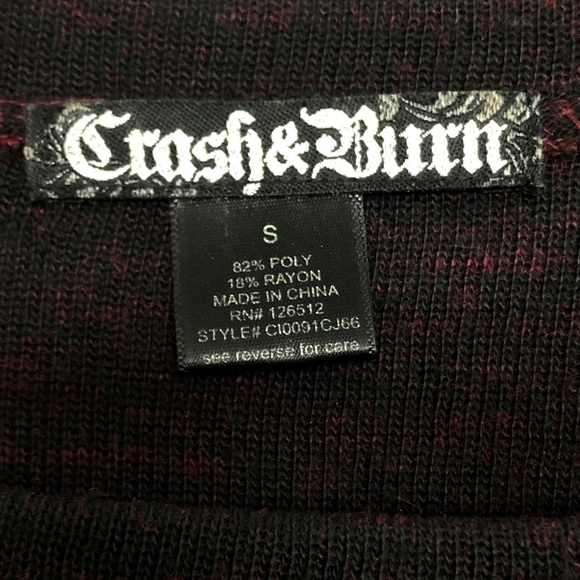 Crash&Burn
S
82% POLY
18% RAYON
MADE IN CHINA
RN# 126512
STYLE# CI0091CJ66
see reverse for care